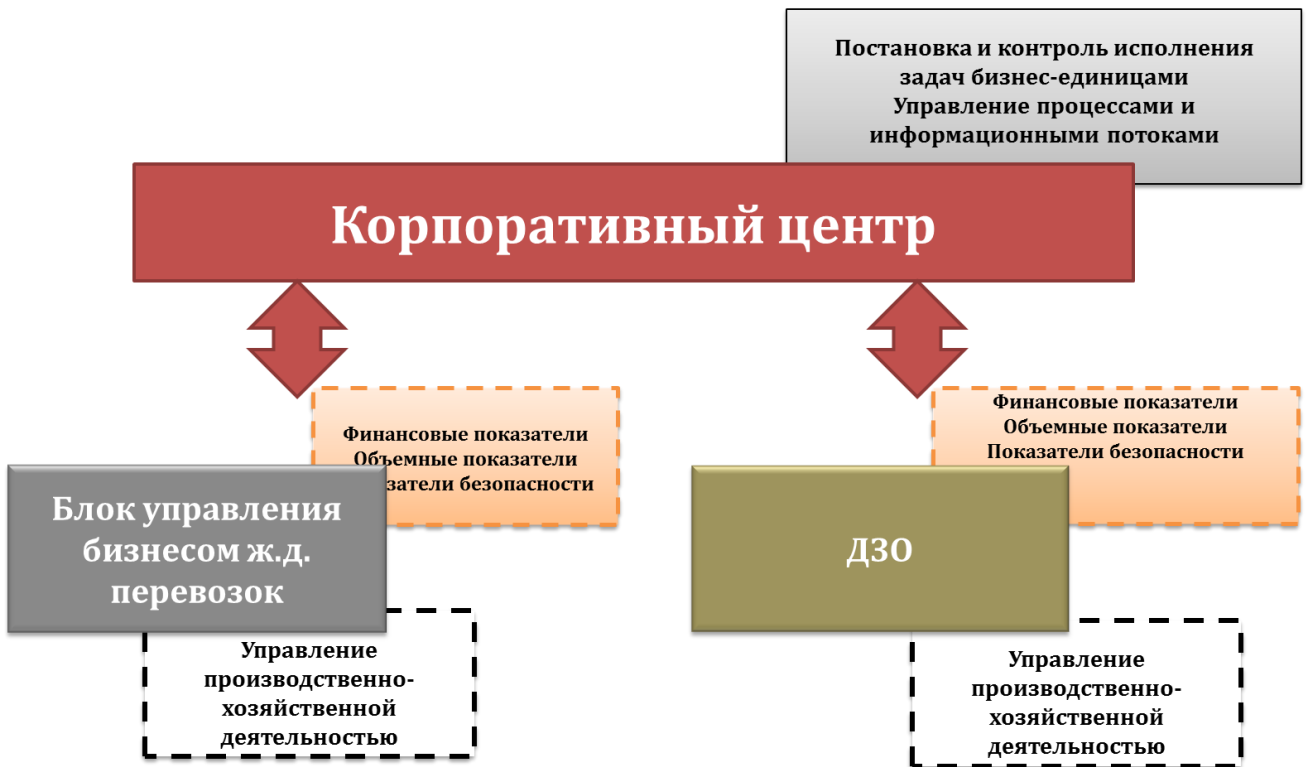 Постановка и контроль исполнения
задач бизнес-единицами
Управление процессами и
информационными потоками
Корпоративный центр
Финансовые показатели
Объемные показатели
безопасности
Блок управления
бизнесом ж.д.
перевозок
Управление
производственно-
хозяйственной
деятельностью
Финансовые показатели
Объемные показатели
Показатели безопасности
ДЗО
Управление
производственно-
хозяйственной
деятельностью